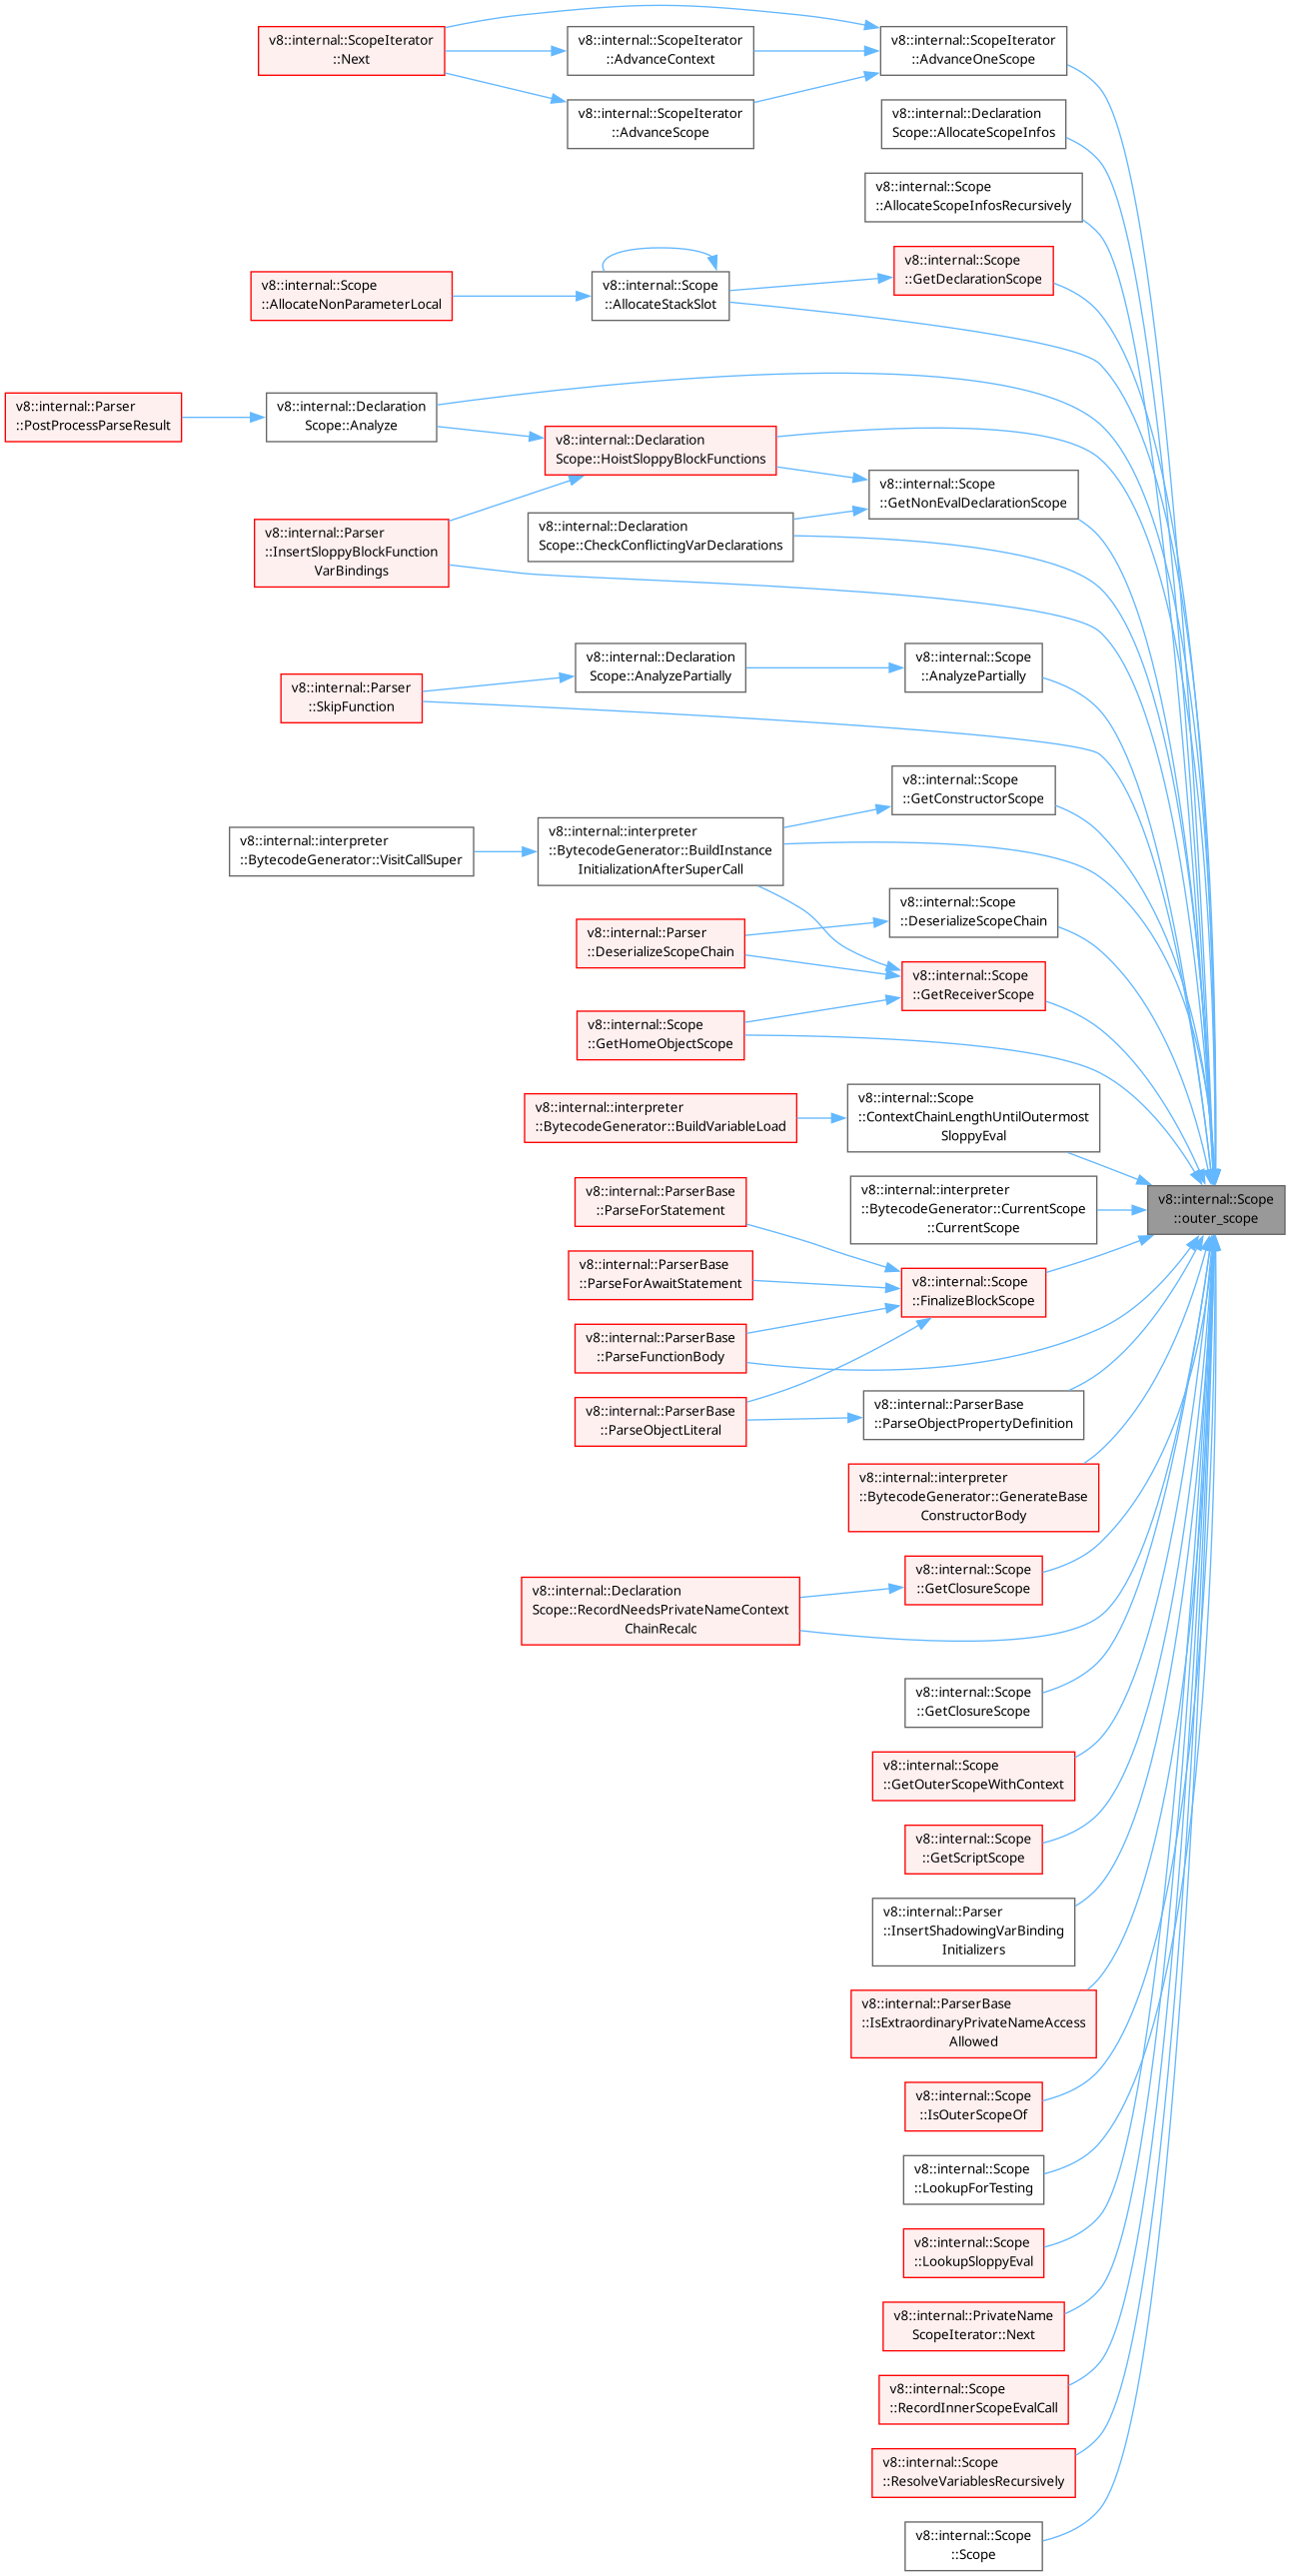 v8::internal::ScopeIterator
::Next
v8::internal::ScopeIterator
::AdvanceContext
v8::internal::ScopeIterator
::AdvanceOneScope
v8::internal::ScopeIterator
::AdvanceScope
v8::internal::Declaration
Scope::AllocateScopeInfos
v8::internal::Scope
::AllocateScopeInfosRecursively
v8::internal::Scope
::AllocateNonParameterLocal
v8::internal::Scope
::AllocateStackSlot
v8::internal::Scope
::GetDeclarationScope
v8::internal::Parser
::PostProcessParseResult
v8::internal::Declaration
Scope::Analyze
v8::internal::Declaration
Scope::HoistSloppyBlockFunctions
v8::internal::Scope
::GetNonEvalDeclarationScope
v8::internal::Parser
::InsertSloppyBlockFunction
VarBindings
v8::internal::Declaration
Scope::CheckConflictingVarDeclarations
v8::internal::Parser
::SkipFunction
v8::internal::Declaration
Scope::AnalyzePartially
v8::internal::Scope
::AnalyzePartially
v8::internal::Scope
::GetConstructorScope
v8::internal::interpreter
::BytecodeGenerator::VisitCallSuper
v8::internal::interpreter
::BytecodeGenerator::BuildInstance
InitializationAfterSuperCall
v8::internal::Scope
::DeserializeScopeChain
v8::internal::Parser
::DeserializeScopeChain
v8::internal::Scope
::GetReceiverScope
v8::internal::Scope
::GetHomeObjectScope
v8::internal::interpreter
::BytecodeGenerator::BuildVariableLoad
v8::internal::Scope
::ContextChainLengthUntilOutermost
SloppyEval
v8::internal::ParserBase
::ParseForStatement
v8::internal::interpreter
::BytecodeGenerator::CurrentScope
::CurrentScope
v8::internal::Scope
::outer_scope
v8::internal::ParserBase
::ParseForAwaitStatement
v8::internal::Scope
::FinalizeBlockScope
v8::internal::ParserBase
::ParseFunctionBody
v8::internal::ParserBase
::ParseObjectLiteral
v8::internal::ParserBase
::ParseObjectPropertyDefinition
v8::internal::interpreter
::BytecodeGenerator::GenerateBase
ConstructorBody
v8::internal::Declaration
Scope::RecordNeedsPrivateNameContext
ChainRecalc
v8::internal::Scope
::GetClosureScope
v8::internal::Scope
::GetClosureScope
v8::internal::Scope
::GetOuterScopeWithContext
v8::internal::Scope
::GetScriptScope
v8::internal::Parser
::InsertShadowingVarBinding
Initializers
v8::internal::ParserBase
::IsExtraordinaryPrivateNameAccess
Allowed
v8::internal::Scope
::IsOuterScopeOf
v8::internal::Scope
::LookupForTesting
v8::internal::Scope
::LookupSloppyEval
v8::internal::PrivateName
ScopeIterator::Next
v8::internal::Scope
::RecordInnerScopeEvalCall
v8::internal::Scope
::ResolveVariablesRecursively
v8::internal::Scope
::Scope